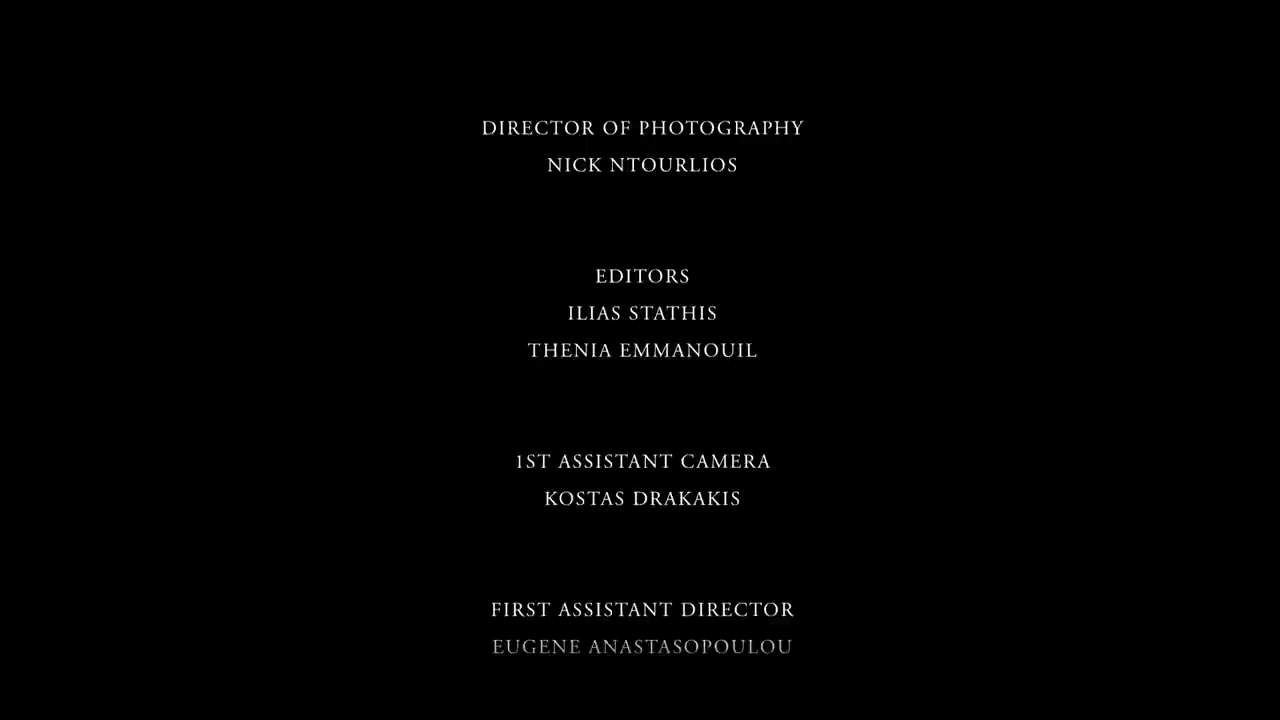 DIRECTOR OF PHOTOGRAPHY
NICK NTOURLIOS
EDITORS
ILIAS STATHIS
THENIA EMMANOUIL
1ST ASSISTANT CAMERA
KOSTAS DRAKAKIS
FIRST ASSISTANT DIRECTOR
EUGENE ANASTASOPOULOU